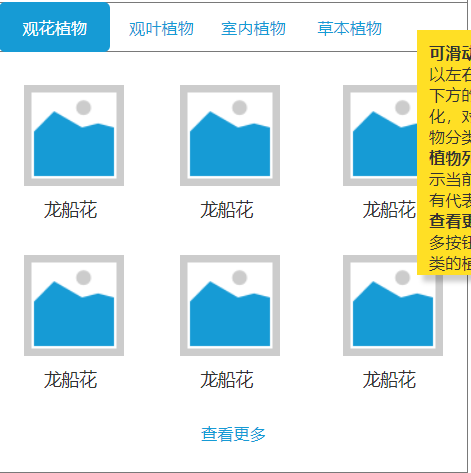 观花植物 观叶植物 室内植物 草本植物
龙船花 龙船花 龙船花
龙船花 龙船花 龙船花
查看更多
可滑动
以左右
下方的
化，对
物分类
植物列
示当前
有代表
查看更
多按钮
类的植